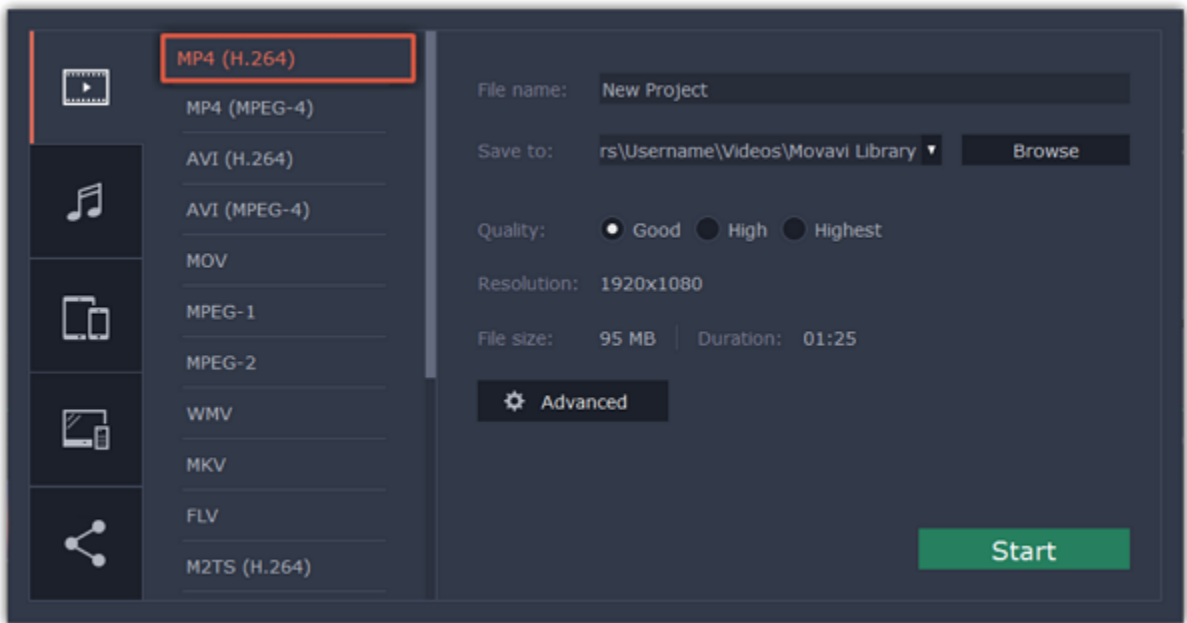 MP4 (H.264)
MP4 (MPEG-4)
AVI (H.264)
AVI (MPEG-4)
MOV
MPEG-1
MPEG-2
WMV
MKV
FLV
M2TS (H.264)
File name: New Project
Save to: rs\Username\Videos\Movavi Library Browse
Quality: Good High Highest
Resolution: 1920x1080
File size: 95 MB Duration: 01:25
Advanced
Start